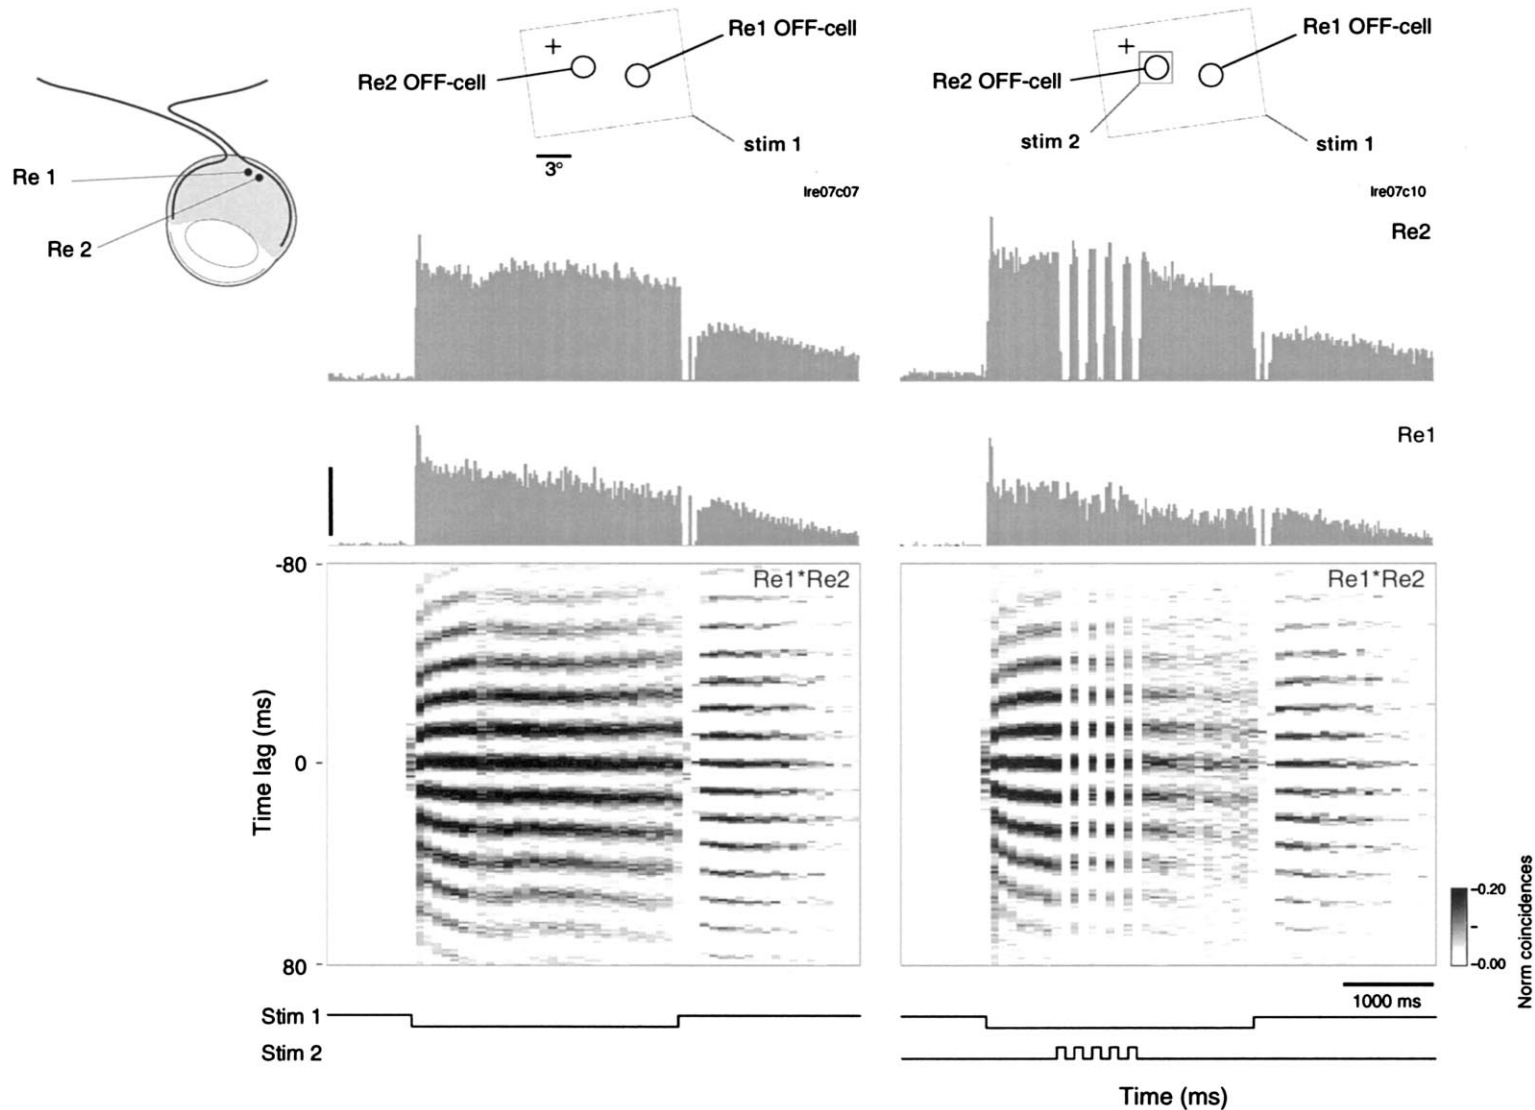 Re 1
Re 2
Re2 OFF-cell
Re1 OFF-cell
stim 1
3°
lre07c07
Re2 OFF-cell
Re1 OFF-cell
stim 2
stim 1
lre07c10
Re2
Re1
Re1*Re2
Re1*Re2
-80
0
80
Time lag (ms)
0.20
0.00
Norm coincidences
1000 ms
Stim 1
Stim 2
Time (ms)